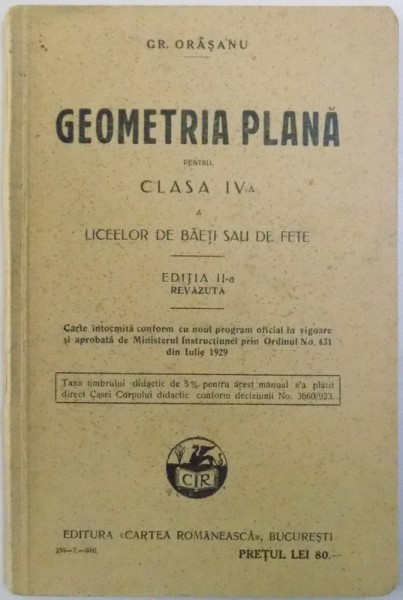 GR. ORĂȘANU
GEOMETRIA PLANĂ
PENTRU
CLASA IV-A
A
LICEELOR DE BĂEȚI SAU DE FETE
EDIȚIA II-a
REVĂZUTA
Carte întocmită conform cu noul program oficial în vigoare
și aprobată de Ministerul Instrucțiunei prin Ordinul No. 431
din Iulie 1929
Taxa timbrului didactic de 5% pentru acest manual s'a plătit
direct Casei Corpului didactic conform deciziunii No. 3660/923.
CTR
EDITURA «CARTEA ROMÂNEASCĂ», BUCUREȘTI
PREȚUL LEI 80.—